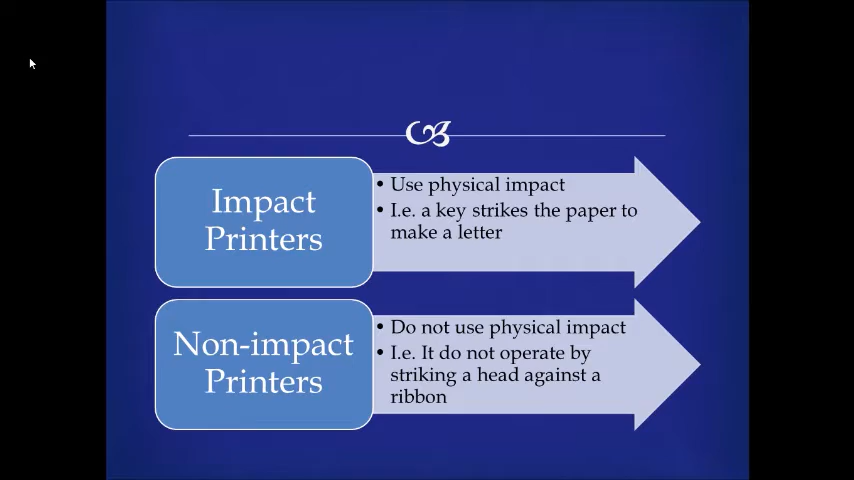 Impact
Printers
• Use physical impact
• I.e. a key strikes the paper to
make a letter
Non-impact
Printers
• Do not use physical impact
• I.e. It do not operate by
striking a head against a
ribbon